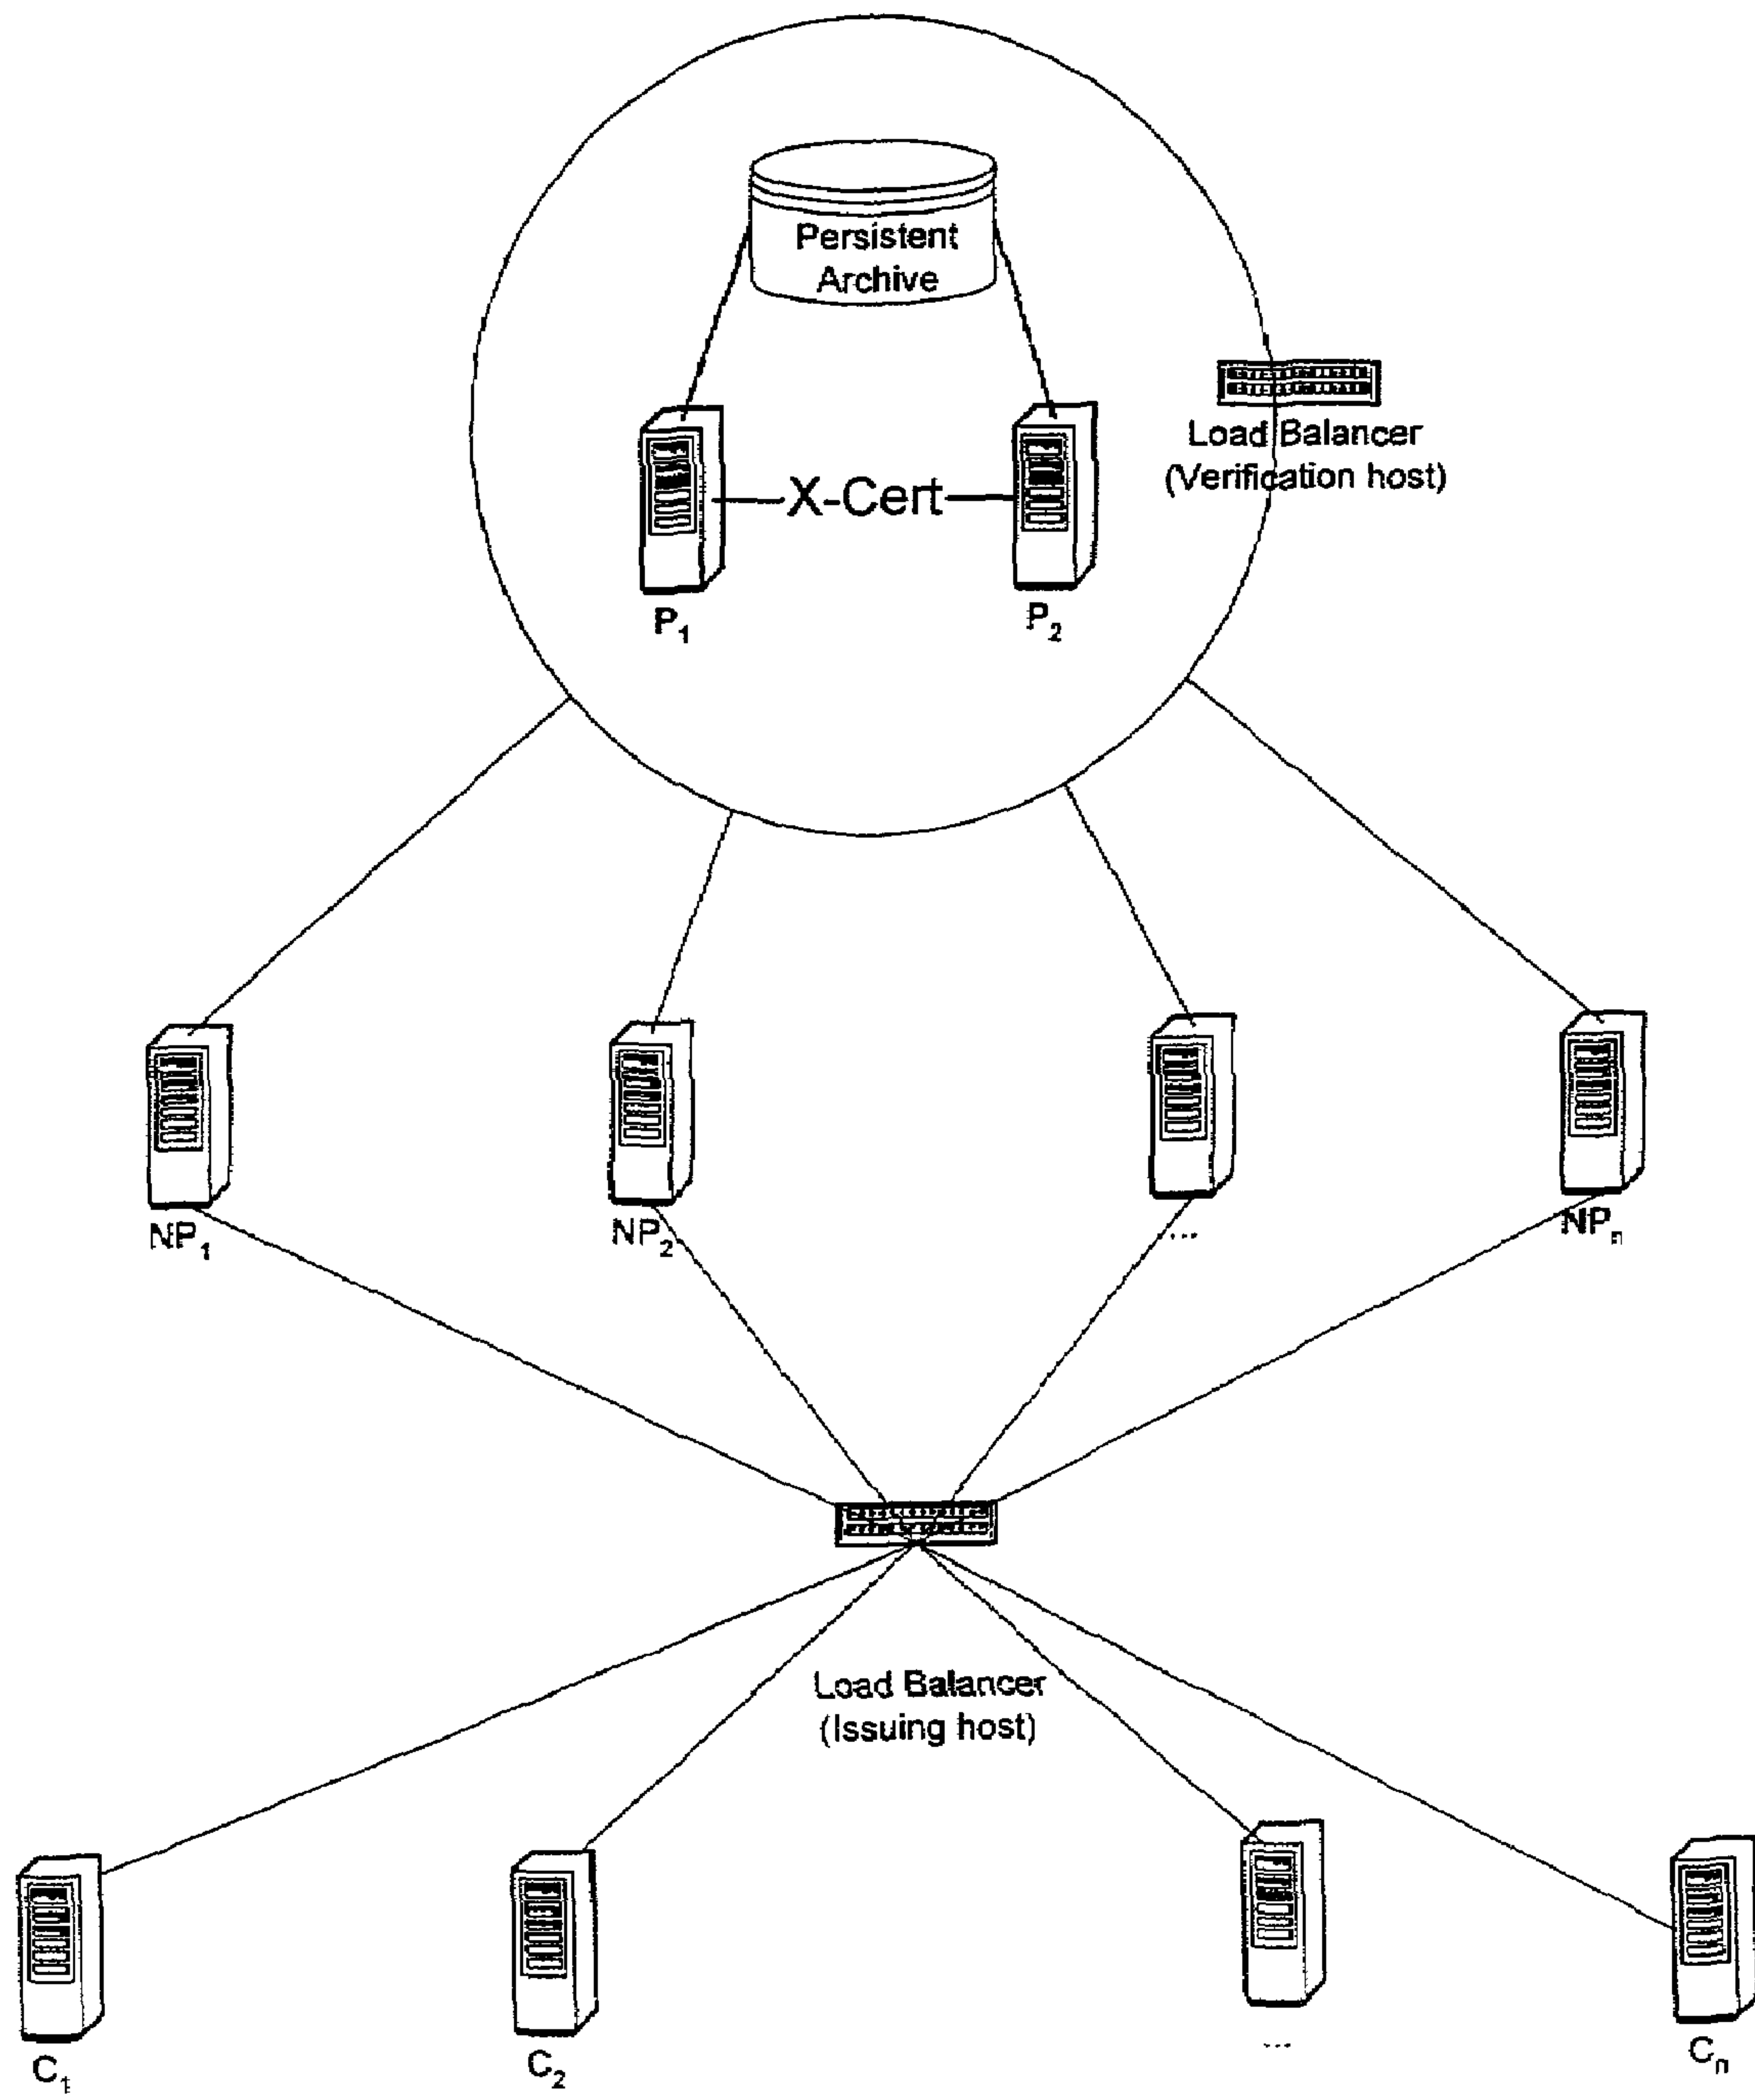 Persistent
Archive
Load Balancer
(Verification host)
X-Cert
P₁
P₂
NP₁
NP₂
...
NPₙ
Load Balancer
(Issuing host)
C₁
C₂
...
Cₙ